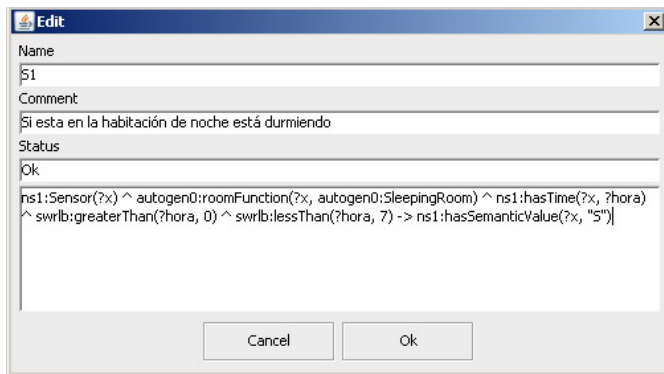 Edit
Name
S1
Comment
Si esta en la habitación de noche está durmiendo
Status
Ok
ns1:Sensor(?x) ^ autogen0:roomFunction(?x, autogen0:SleepingRoom) ^ ns1:hasTime(?x, ?hora)
^ swrlb:greaterThan(?hora, 0) ^ swrlb:lessThan(?hora, 7) -> ns1:hasSemanticValue(?x, "S")
Cancel
Ok